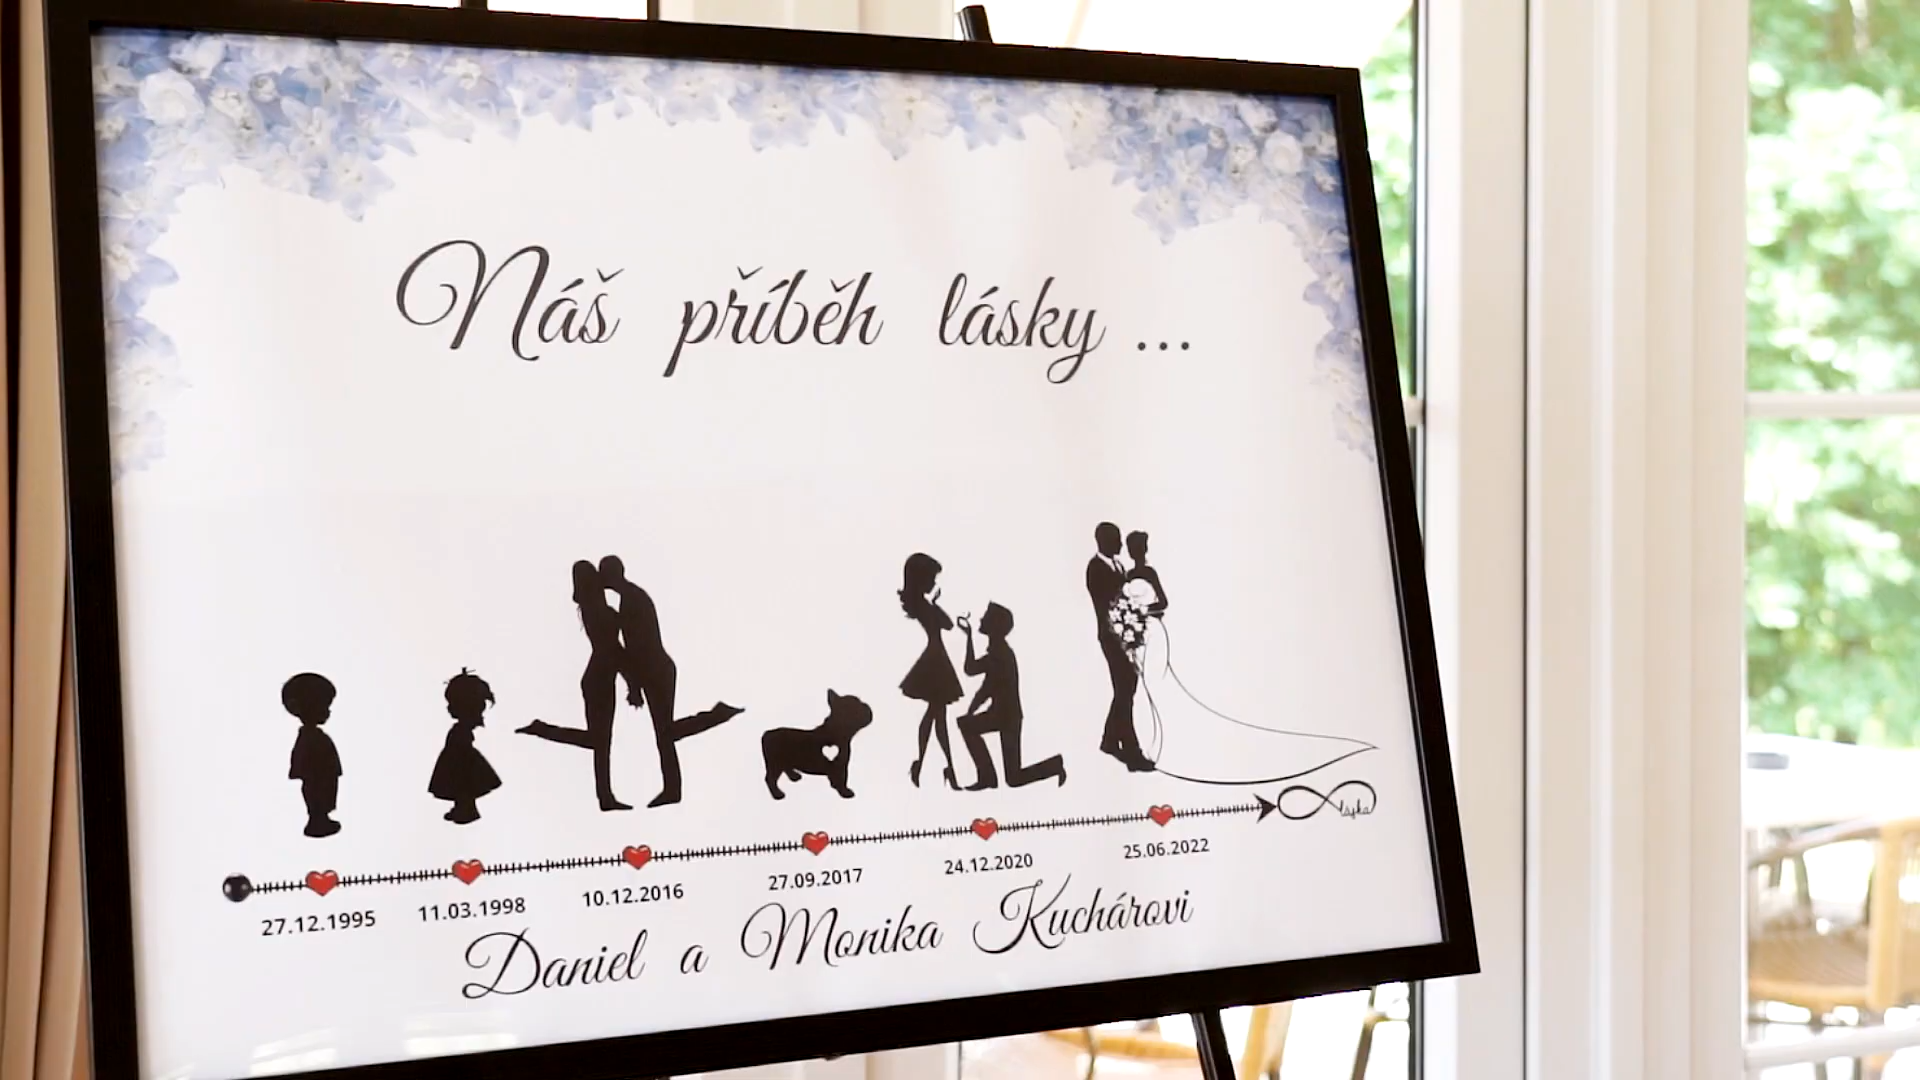 Náš příběh lásky ...
láska
27.12.1995 11.03.1998 10.12.2016 27.09.2017 24.12.2020 25.06.2022
Daniel a Monika Kuchárovi